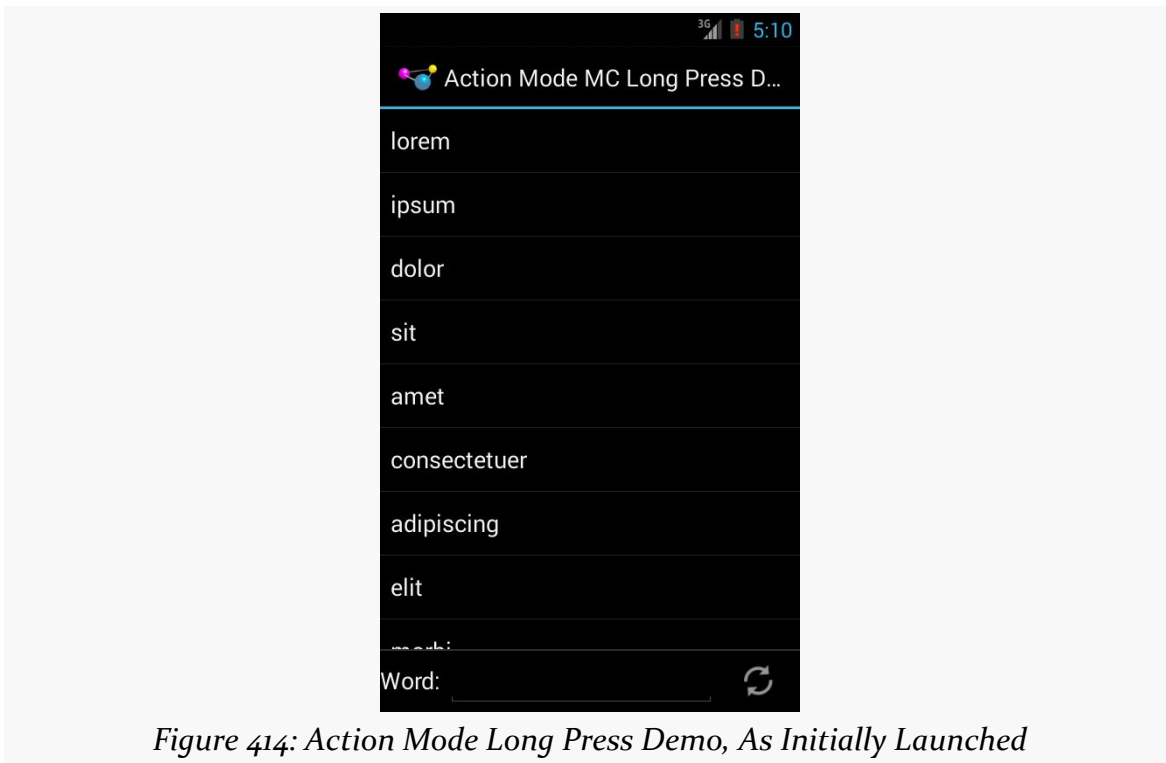 3G 5:10
Action Mode MC Long Press D...
lorem
ipsum
dolor
sit
amet
consectetuer
adipiscing
elit
morbi
Word:
Figure 414: Action Mode Long Press Demo, As Initially Launched